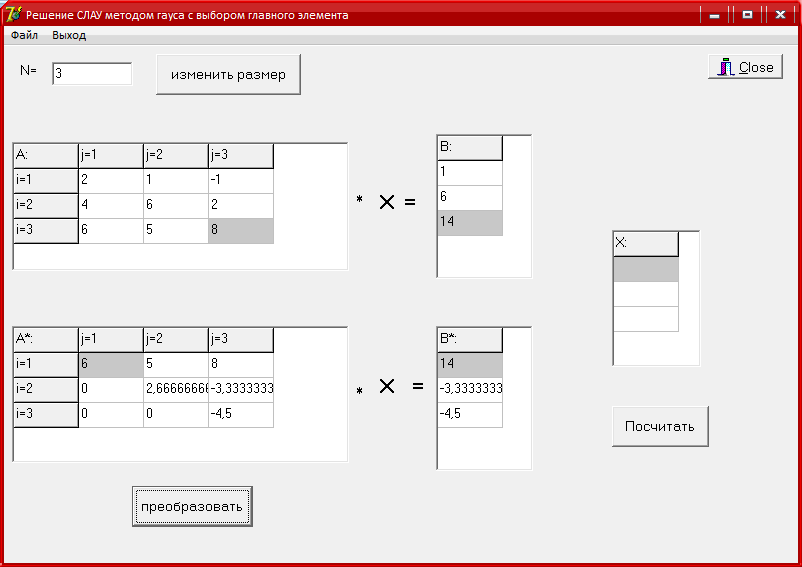 Решение СЛАУ методом гауса с выбором главного элемента
Файл Выход
N= 3 изменить размер Close
A: j=1 j=2 j=3
i=1 2 1 -1
i=2 4 6 2
i=3 6 5 8
* X =
B:
1
6
14
X:
A*: j=1 j=2 j=3
i=1 6 5 8
i=2 0 2,66666666 -3,3333333
i=3 0 0 -4,5
* X =
B*:
14
-3,3333333
-4,5
Посчитать
преобразовать